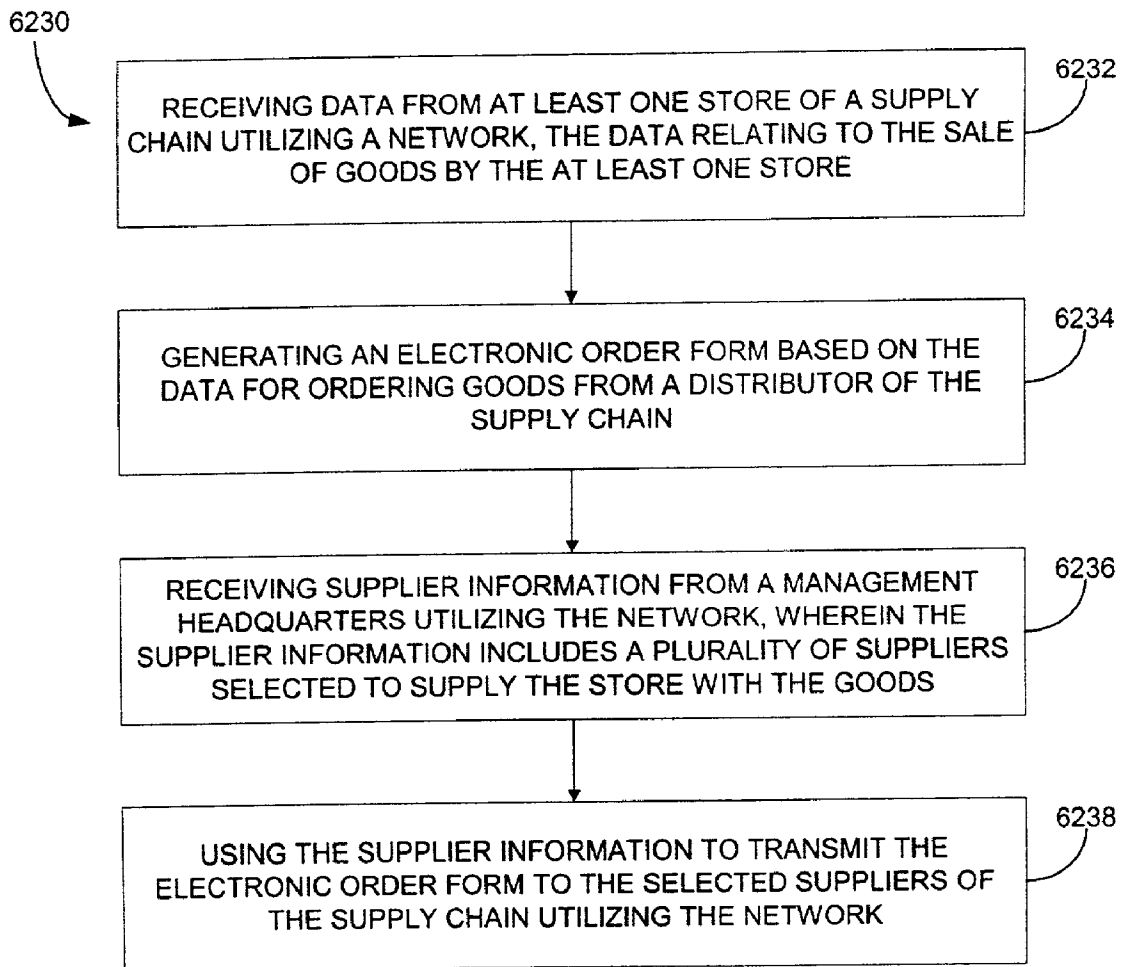 6230
6232
RECEIVING DATA FROM AT LEAST ONE STORE OF A SUPPLY
CHAIN UTILIZING A NETWORK, THE DATA RELATING TO THE SALE
OF GOODS BY THE AT LEAST ONE STORE
6234
GENERATING AN ELECTRONIC ORDER FORM BASED ON THE
DATA FOR ORDERING GOODS FROM A DISTRIBUTOR OF THE
SUPPLY CHAIN
6236
RECEIVING SUPPLIER INFORMATION FROM A MANAGEMENT
HEADQUARTERS UTILIZING THE NETWORK, WHEREIN THE
SUPPLIER INFORMATION INCLUDES A PLURALITY OF SUPPLIERS
SELECTED TO SUPPLY THE STORE WITH THE GOODS
6238
USING THE SUPPLIER INFORMATION TO TRANSMIT THE
ELECTRONIC ORDER FORM TO THE SELECTED SUPPLIERS OF
THE SUPPLY CHAIN UTILIZING THE NETWORK